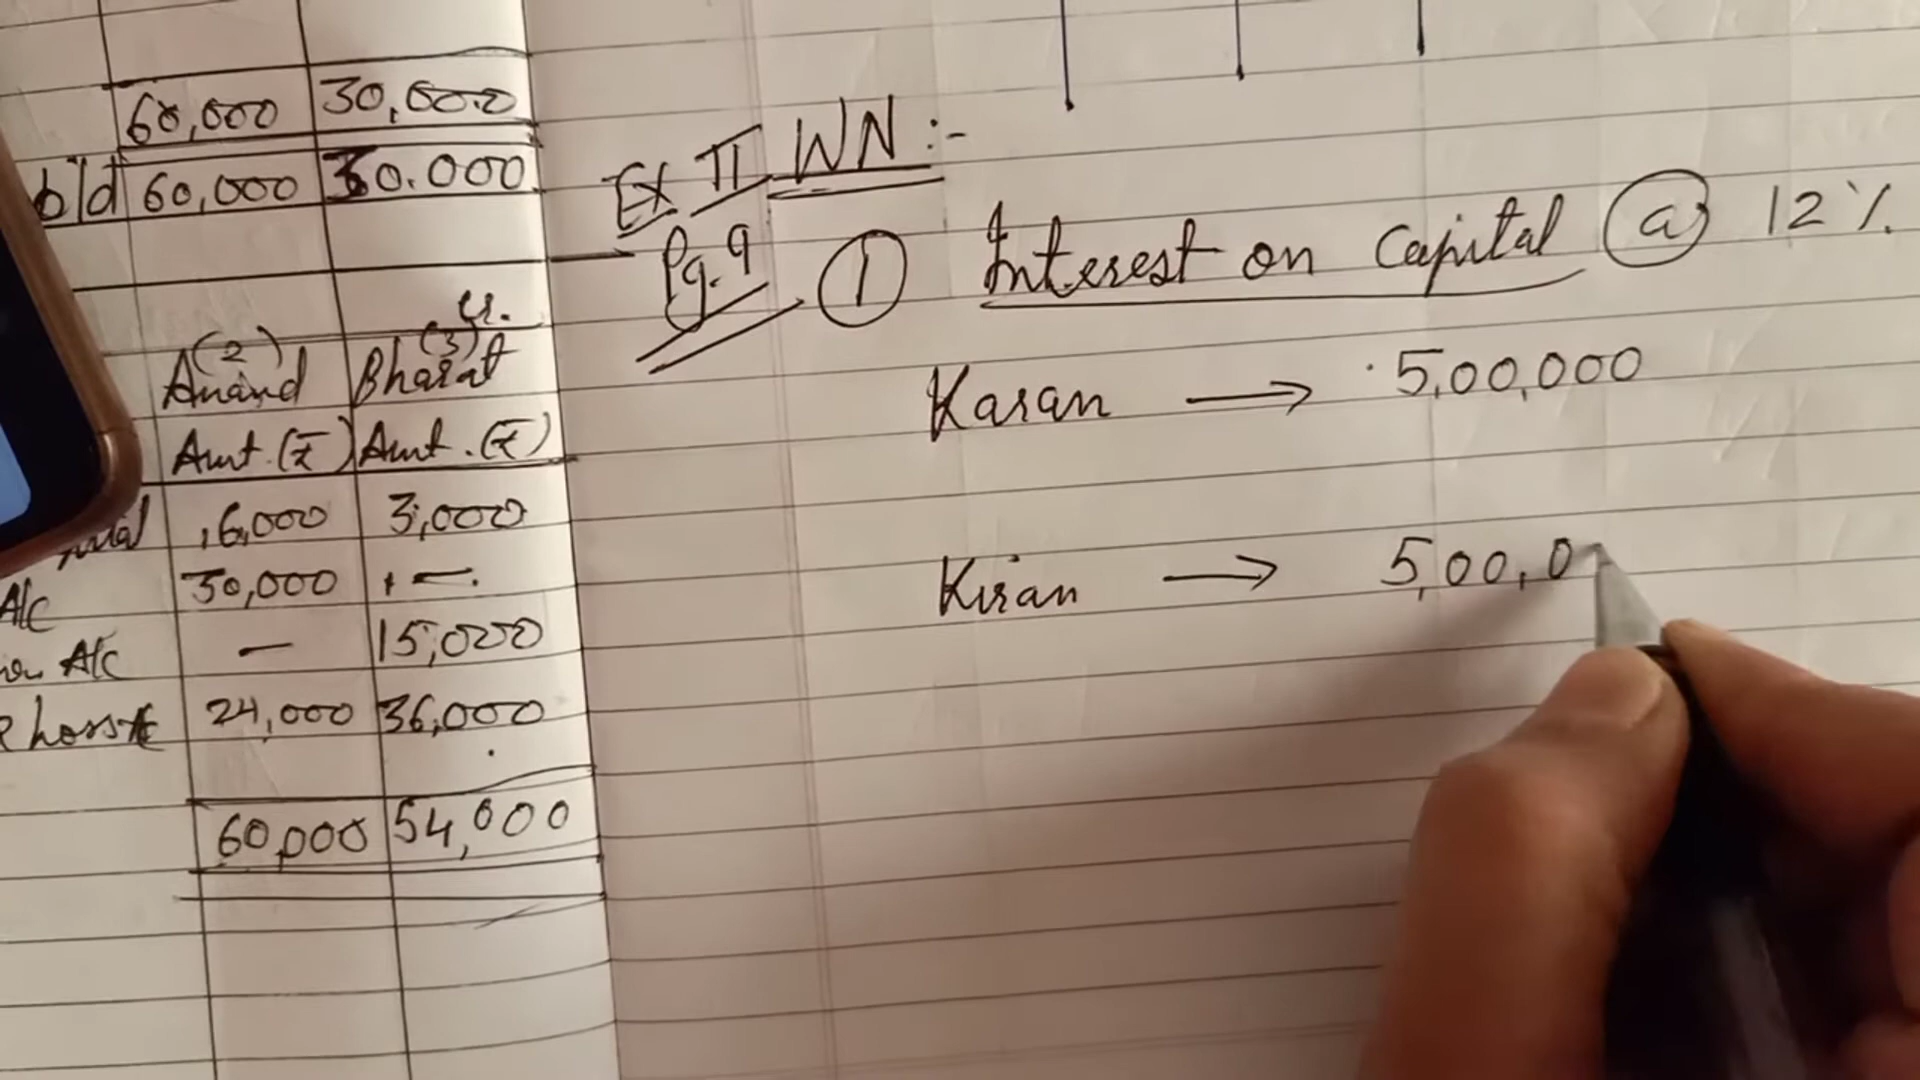 60,000 30,000
b/d 60,000 30.000
(2) (3) Cr.
Anand Bharat
Amt. (₹) Amt. (₹)
16,000 3,000
A/C 30,000 —.
A/C — 15,000
24,000 36,000
60,000 54,000
Ex II WN :-
Pg. 9
① Interest on Capital @ 12%.
Karan → 5,00,000
Kiran → 5,00,0